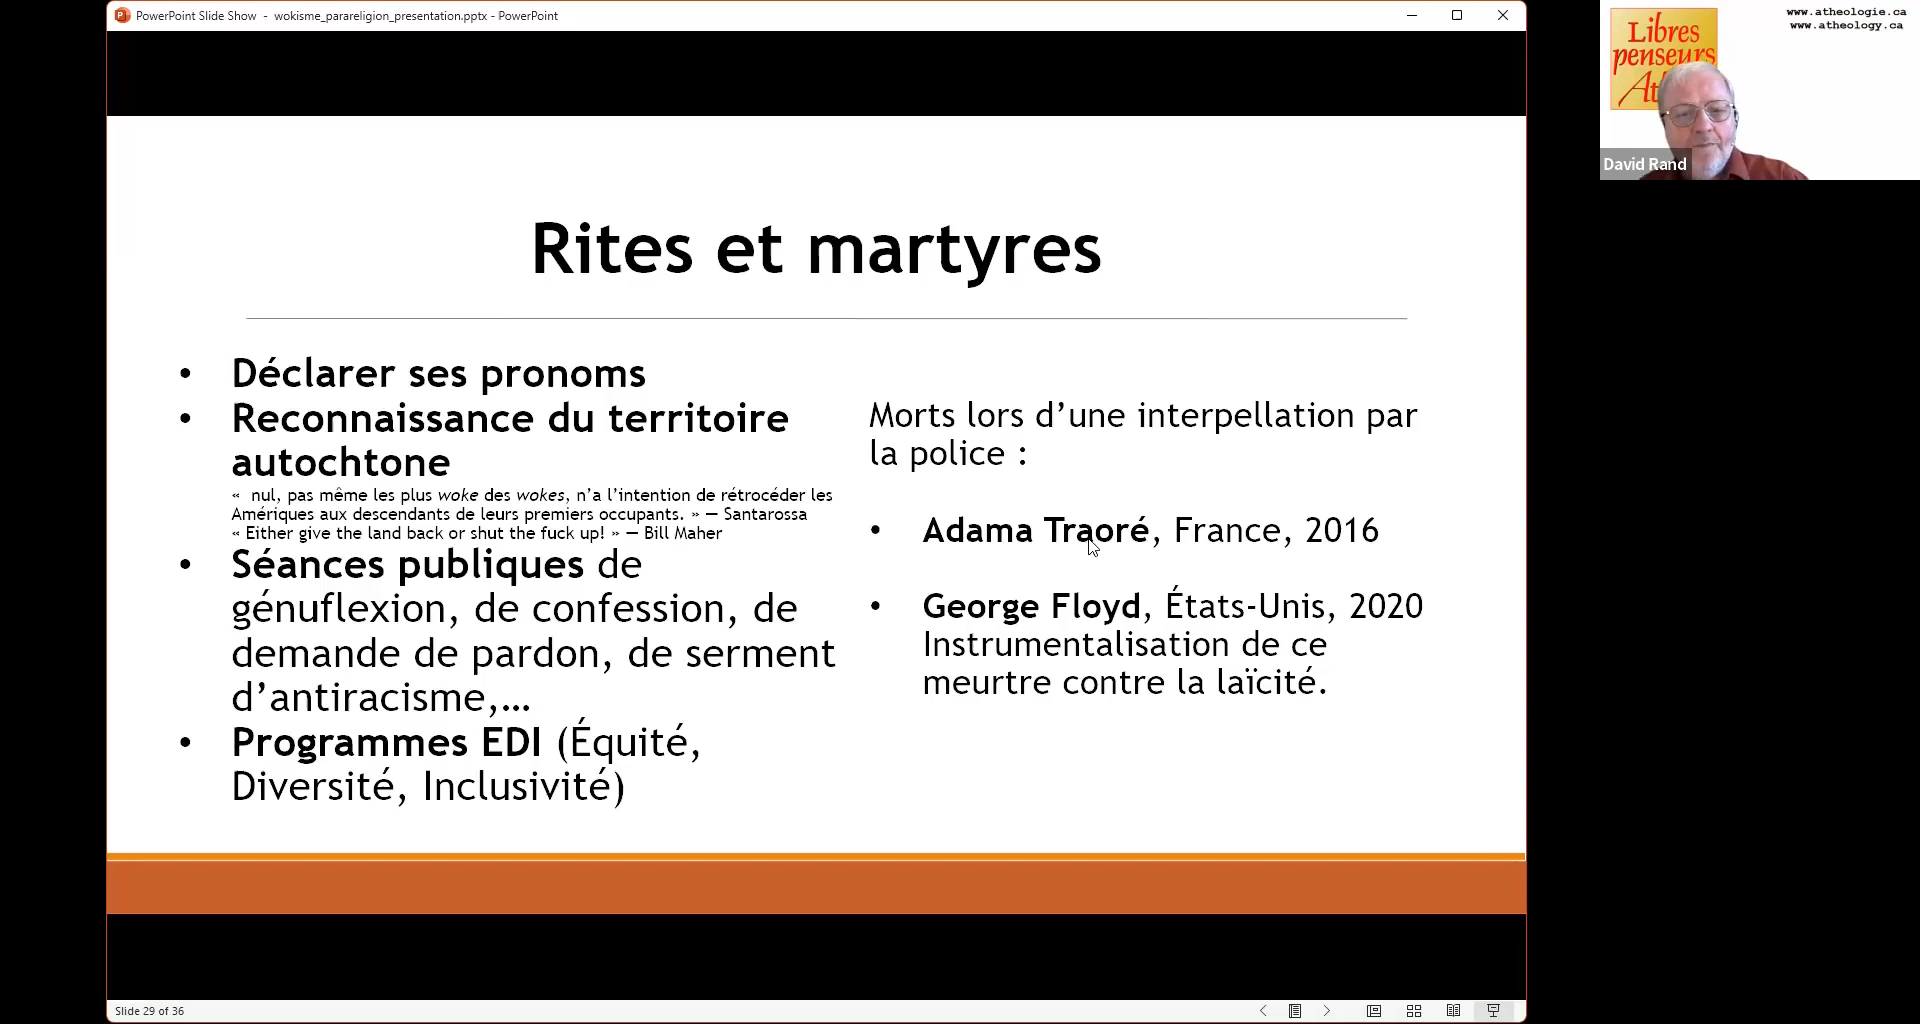 PowerPoint Slide Show - wokisme_parareligion_presentation.pptx - PowerPoint
Rites et martyres
• Déclarer ses pronoms
• Reconnaissance du territoire
autochtone
« nul, pas même les plus woke des wokes, n’a l’intention de rétrocéder les
Amériques aux descendants de leurs premiers occupants. » — Santarossa
« Either give the land back or shut the fuck up! » — Bill Maher
• Séances publiques de
génuflexion, de confession, de
demande de pardon, de serment
d’antiracisme,…
• Programmes EDI (Équité,
Diversité, Inclusivité)
Morts lors d’une interpellation par
la police :
• Adama Traoré, France, 2016
• George Floyd, États-Unis, 2020
Instrumentalisation de ce
meurtre contre la laïcité.
Slide 29 of 36
www.atheologie.ca
www.atheology.ca
Libres
penseurs
David Rand